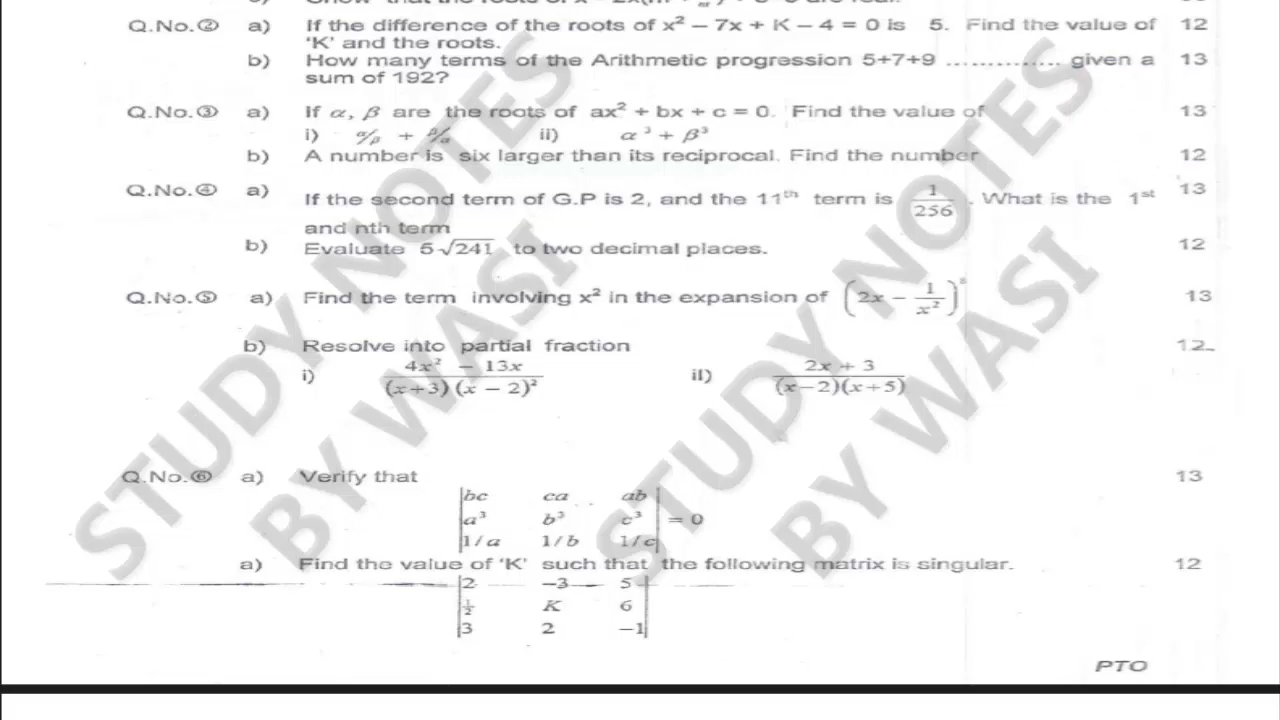 Q.No.② a) If the difference of the roots of x² – 7x + K – 4 = 0 is 5. Find the value of 12
'K' and the roots.
b) How many terms of the Arithmetic progression 5+7+9 .............. given a 13
sum of 192?
Q.No.③ a) If α, β are the roots of ax² + bx + c = 0. Find the value of 13
i) α/β + β/α ii) α³ + β³
b) A number is six larger than its reciprocal. Find the number 12
Q.No.④ a) If the second term of G.P is 2, and the 11th term is 1/256 . What is the 1st 13
and nth term
b) Evaluate 5√241 to two decimal places. 12
Q.No.⑤ a) Find the term involving x² in the expansion of (2x – 1/x²)⁸ 13
b) Resolve into partial fraction 12
i) 4x² – 13x / (x+3) (x – 2)² ii) 2x + 3 / (x–2)(x+5)
Q.No.⑥ a) Verify that 13
|bc ca ab|
|a³ b³ c³| = 0
|1/a 1/b 1/c|
a) Find the value of 'K' such that the following matrix is singular. 12
|2 –3 5|
|½ K 6|
|3 2 –1|
PTO
STUDY NOTES
BY WASI
STUDY NOTES
BY WASI